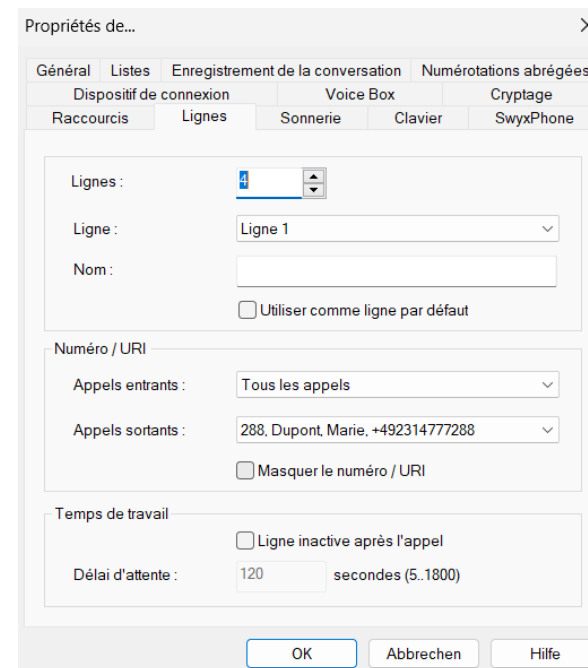 Propriétés de...
Général Listes Enregistrement de la conversation Numérotations abrégées
Dispositif de connexion Voice Box Cryptage
Raccourcis Lignes Sonnerie Clavier SwyxPhone
Lignes : 4
Ligne : Ligne 1
Nom :
Utiliser comme ligne par défaut
Numéro / URI
Appels entrants : Tous les appels
Appels sortants : 288, Dupont, Marie, +492314777288
Masquer le numéro / URI
Temps de travail
Ligne inactive après l'appel
Délai d'attente : 120 secondes (5..1800)
OK Abbrechen Hilfe